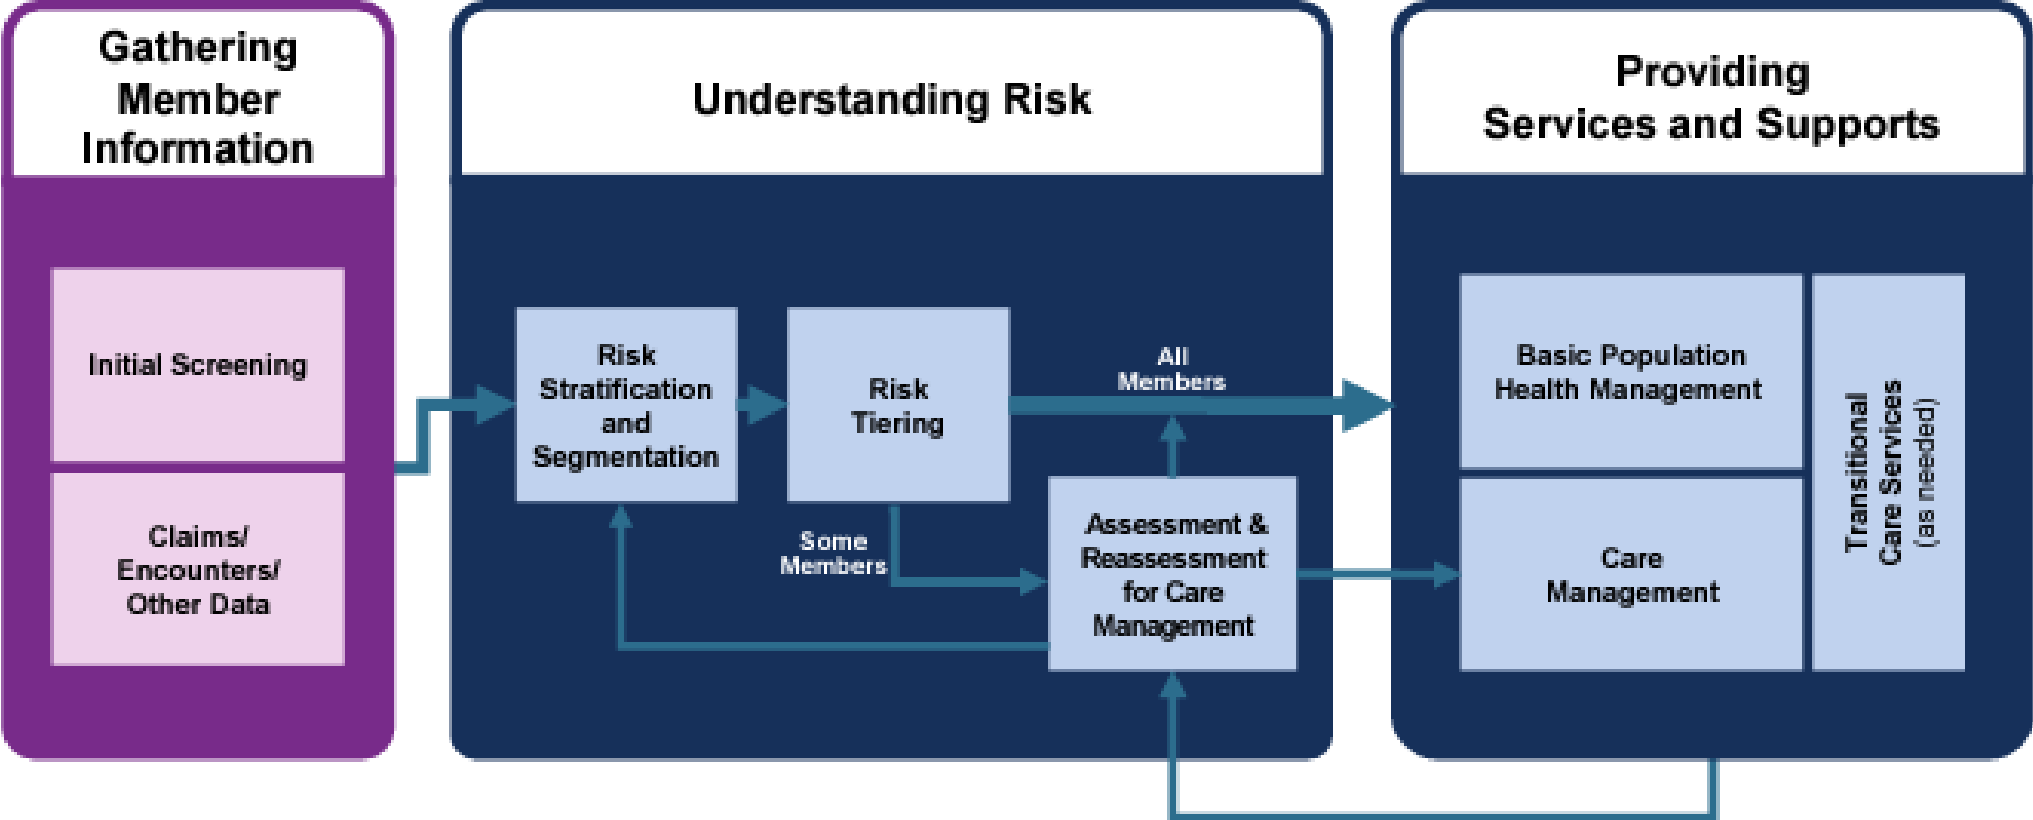 Gathering
Member
Information
Initial Screening
Claims/
Encounters/
Other Data
Understanding Risk
Risk
Stratification
and
Segmentation
Risk
Tiering
All
Members
Some
Members
Assessment &
Reassessment
for Care
Management
Providing
Services and Supports
Basic Population
Health Management
Care
Management
Transitional
Care Services
(as needed)